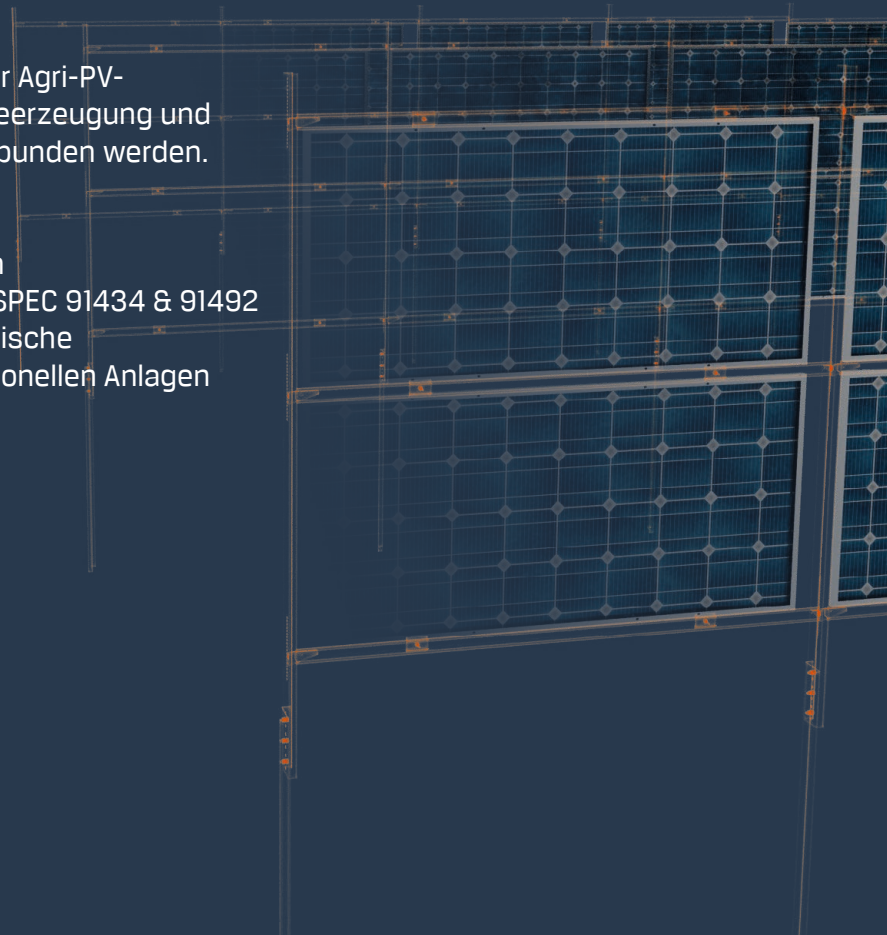 r Agri-PV-
eerzeugung und
bunden werden.
n
SPEC 91434 & 91492
ische
onellen Anlagen